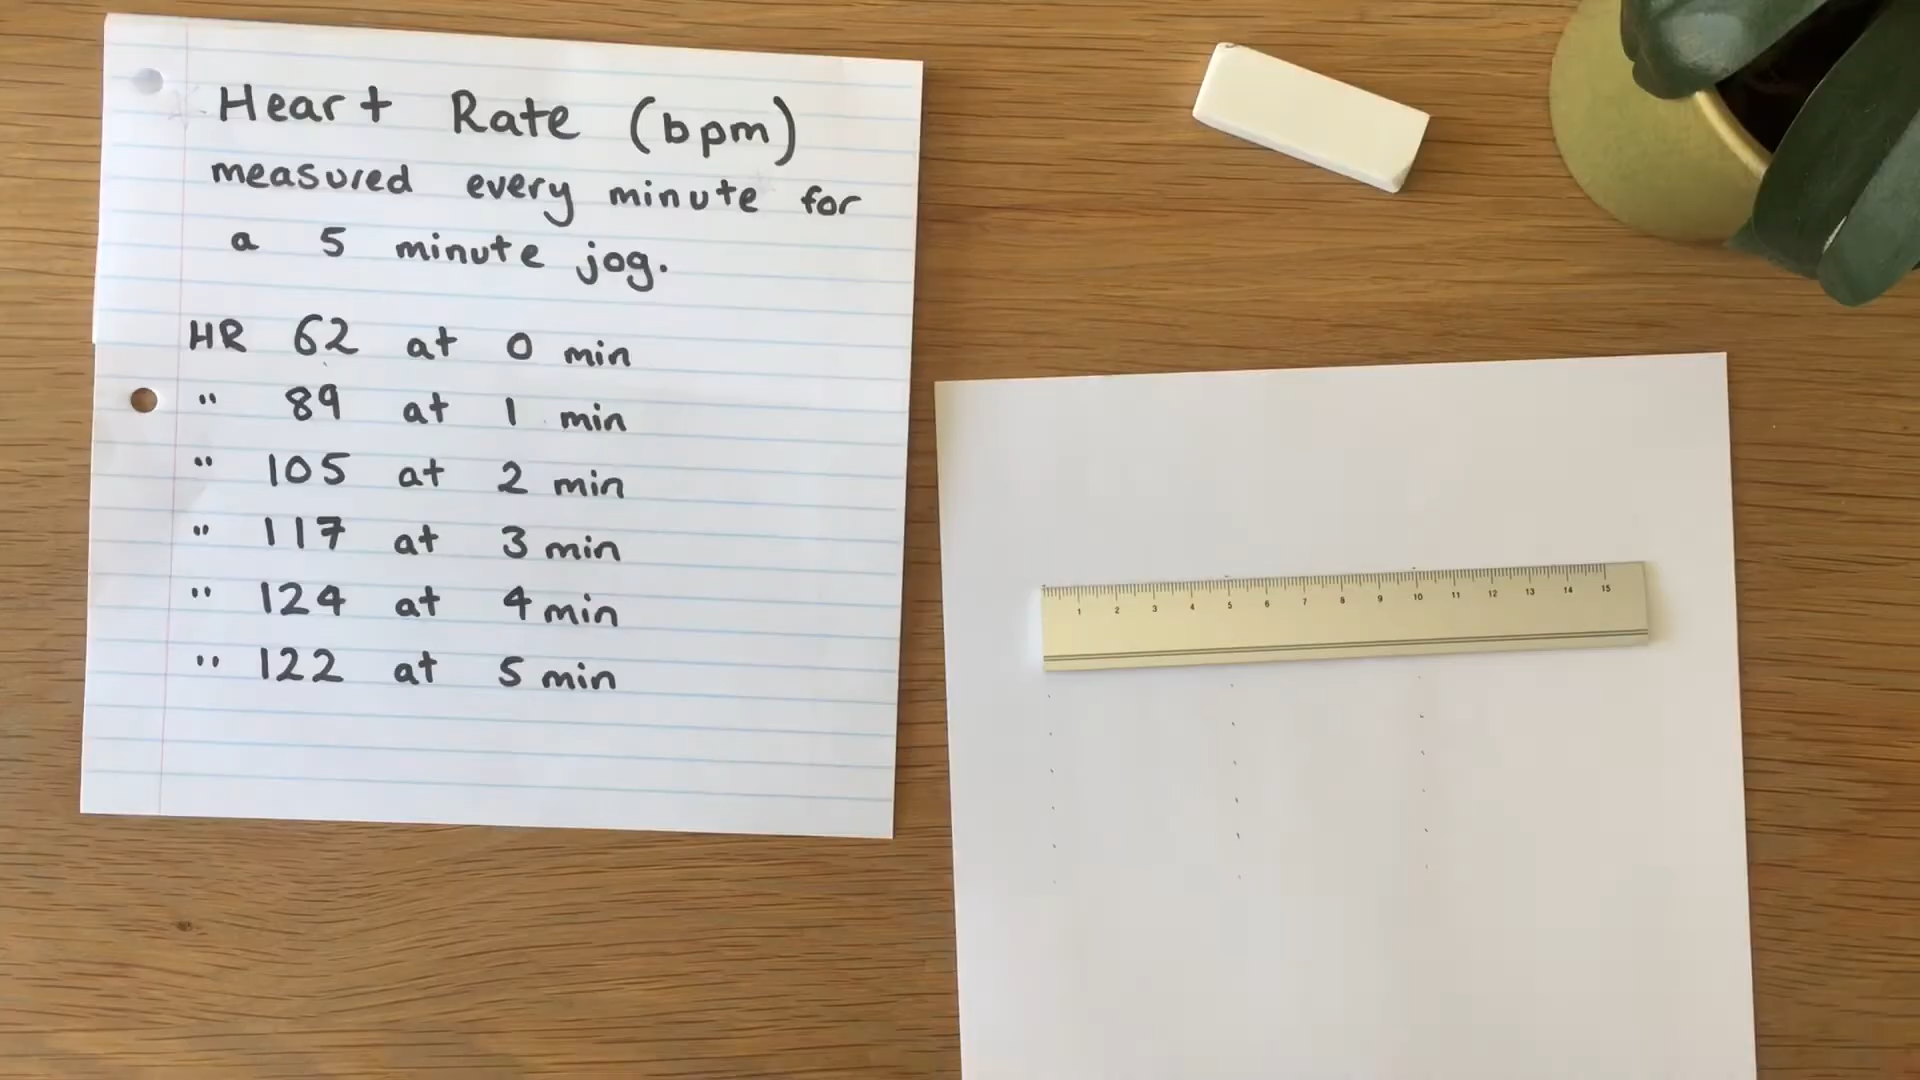 Heart Rate (bpm)
measured every minute for
a 5 minute jog.
HR 62 at 0 min
" 89 at 1 min
" 105 at 2 min
" 117 at 3 min
" 124 at 4 min
" 122 at 5 min
1 2 3 4 5 6 7 8 9 10 11 12 13 14 15